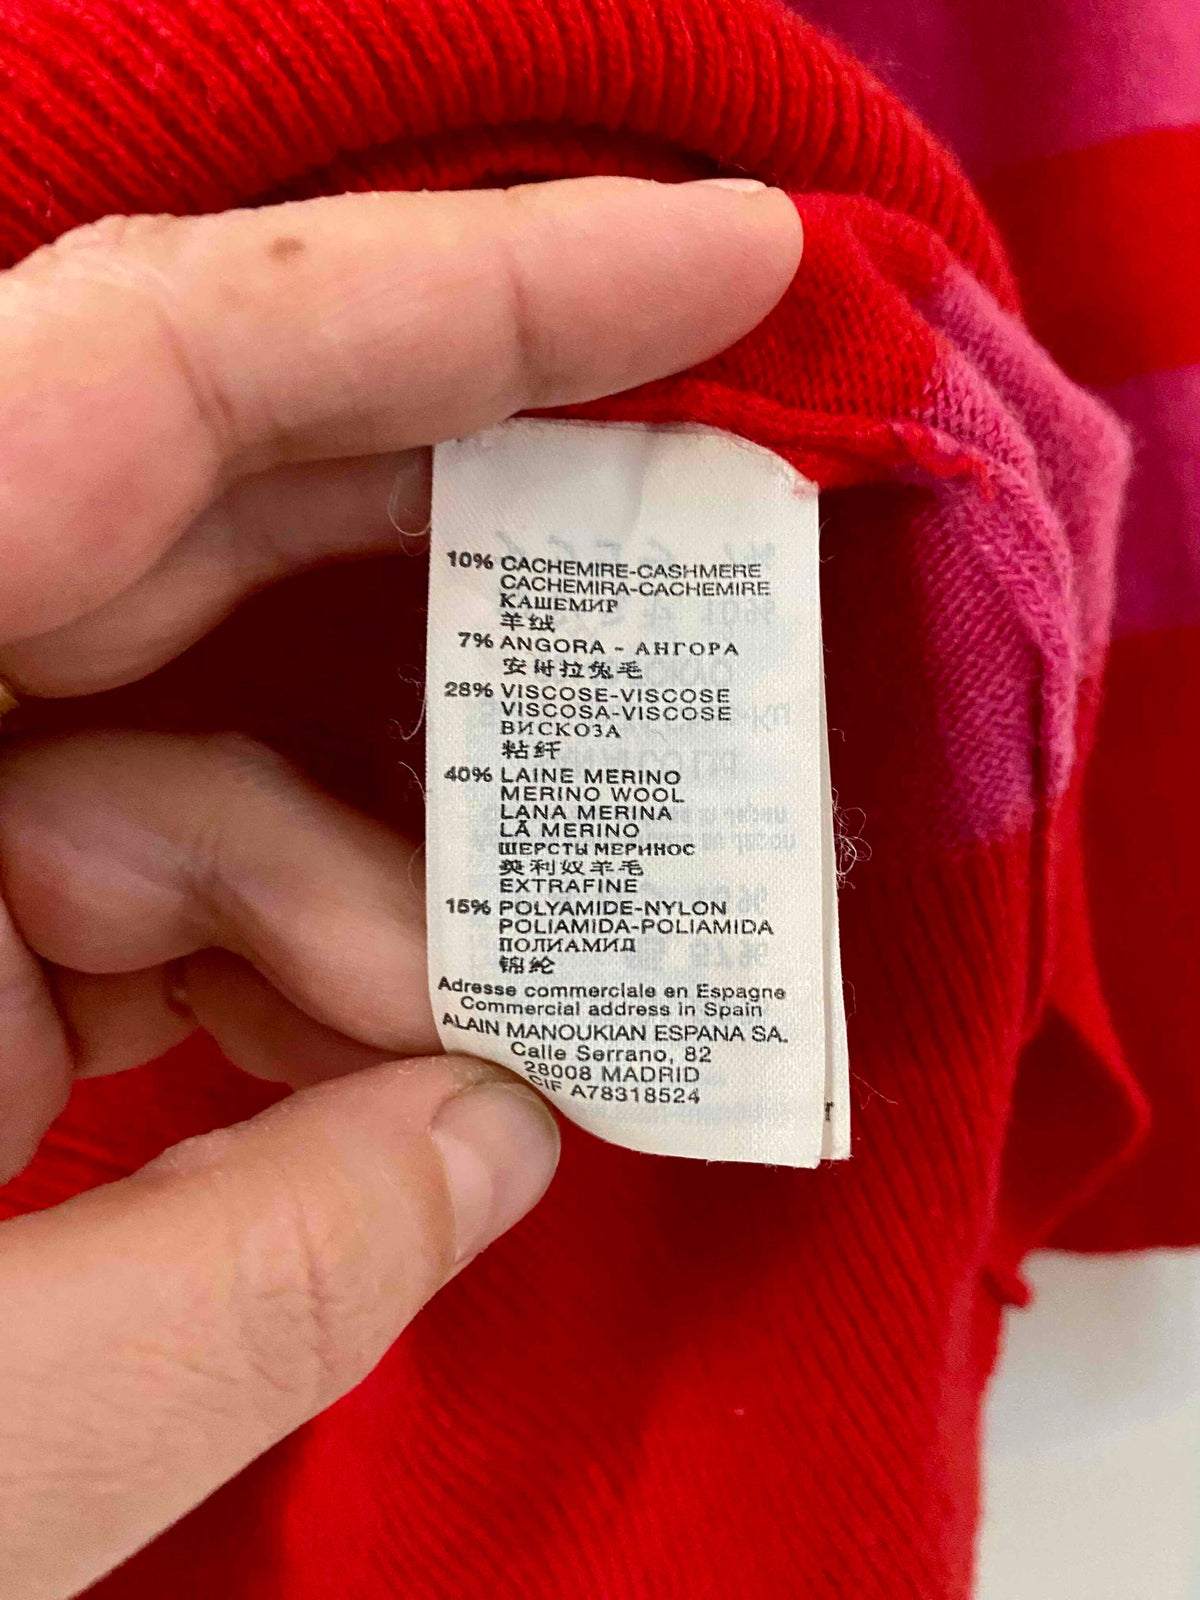 10% CACHEMIRE-CASHMERE
CACHEMIRA-CACHEMIRE
КАШЕМИР
羊绒
7% ANGORA - АНГОРА
安哥拉兔毛
28% VISCOSE-VISCOSE
VISCOSA-VISCOSE
ВИСКОЗА
粘纤
40% LAINE MERINO
MERINO WOOL
LANA MERINA
LÃ MERINO
ШЕРСТЬ МЕРИНОС
美利奴羊毛
EXTRAFINE
15% POLYAMIDE-NYLON
POLIAMIDA-POLIAMIDA
ПОЛИАМИД
锦纶
Adresse commerciale en Espagne
Commercial address in Spain
ALAIN MANOUKIAN ESPANA SA.
Calle Serrano, 82
28008 MADRID
CIF A78318524